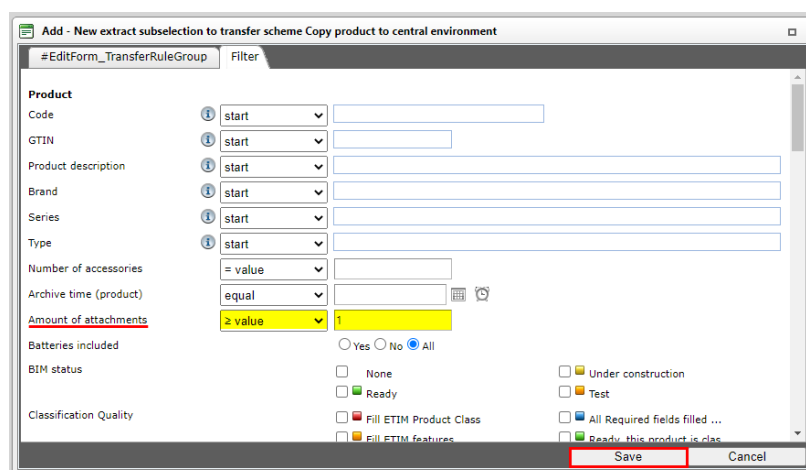 Add - New extract subselection to transfer scheme Copy product to central environment
#EditForm_TransferRuleGroup Filter
Product
Code start
GTIN start
Product description start
Brand start
Series start
Type start
Number of accessories = value
Archive time (product) equal
Amount of attachments ≥ value 1
Batteries included Yes No All
BIM status None Under construction
Ready Test
Classification Quality Fill ETIM Product Class All Required fields filled ...
Fill ETIM features Ready, this product is clas...
Save Cancel